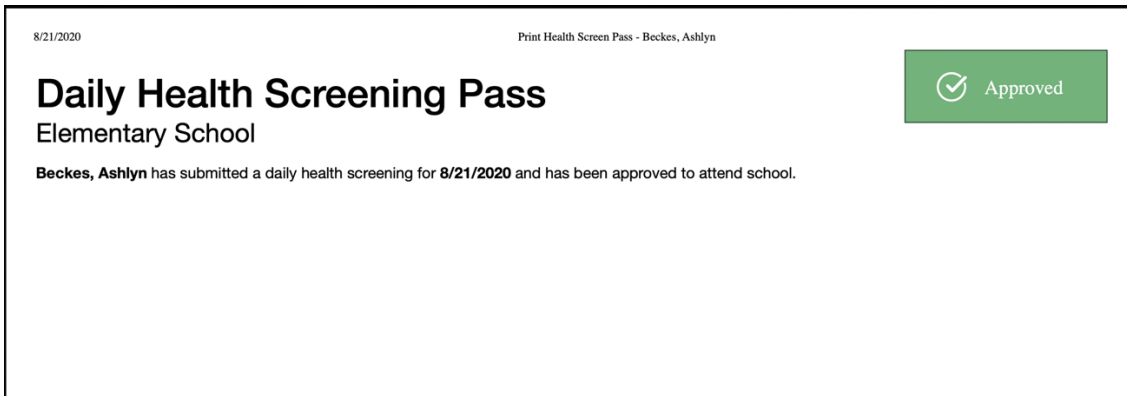 8/21/2020 Print Health Screen Pass - Beckes, Ashlyn
Approved
Daily Health Screening Pass
Elementary School
Beckes, Ashlyn has submitted a daily health screening for 8/21/2020 and has been approved to attend school.